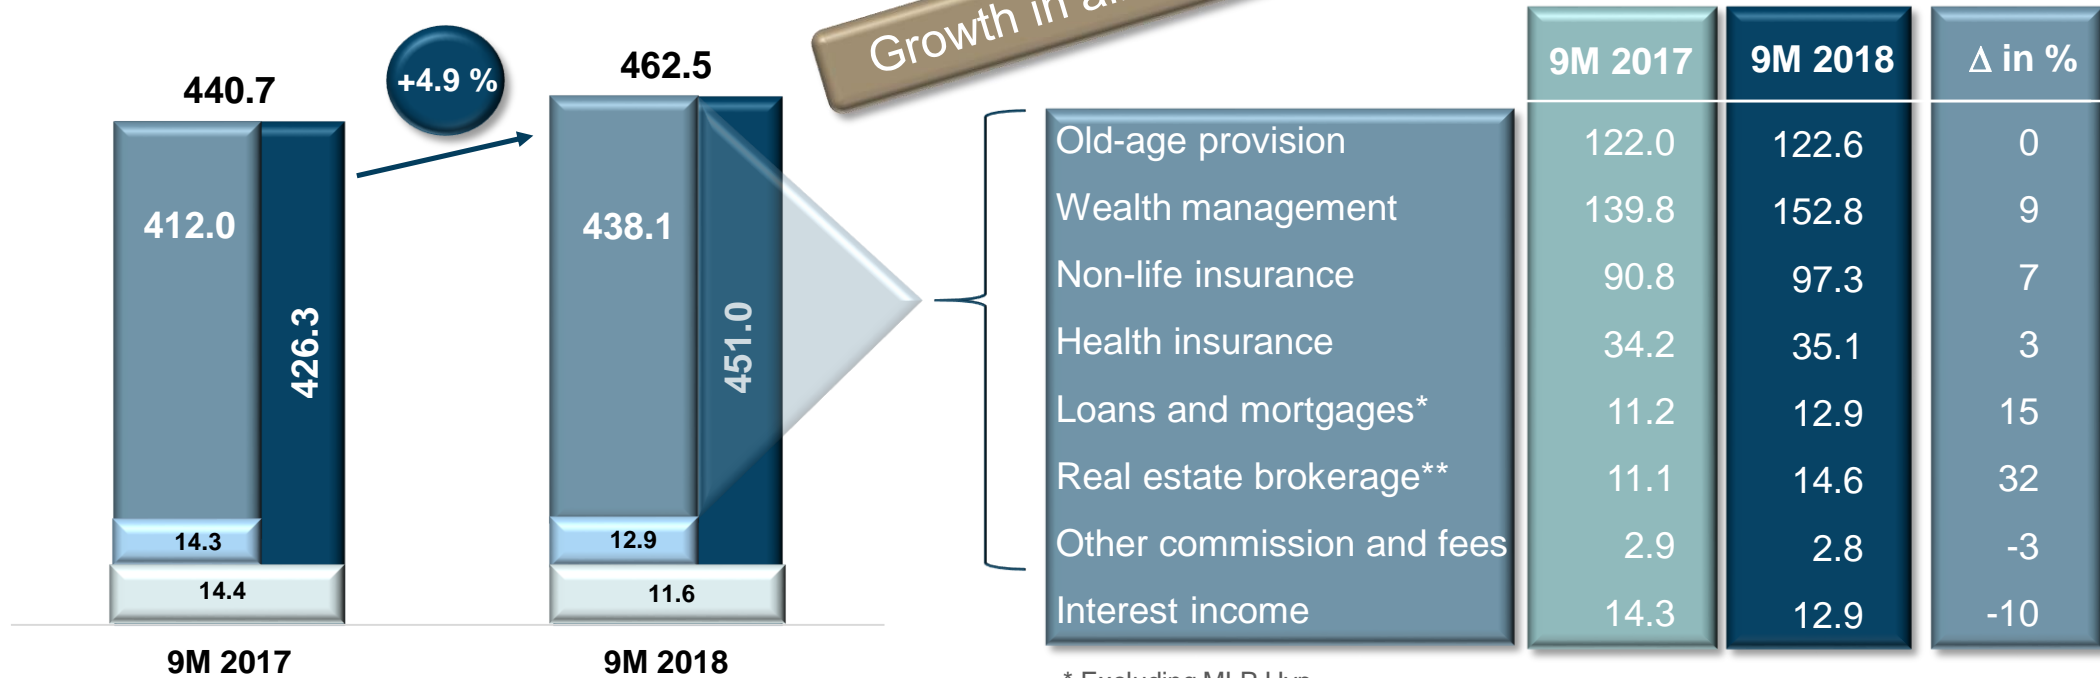 Growth in
440.7
+4.9 %
462.5
412.0
426.3
14.3
14.4
438.1
451.0
12.9
11.6
9M 2017
9M 2018
9M 2017 9M 2018 Δ in %
Old-age provision 122.0 122.6 0
Wealth management 139.8 152.8 9
Non-life insurance 90.8 97.3 7
Health insurance 34.2 35.1 3
Loans and mortgages* 11.2 12.9 15
Real estate brokerage** 11.1 14.6 32
Other commission and fees 2.9 2.8 -3
Interest income 14.3 12.9 -10
* Excluding MLP